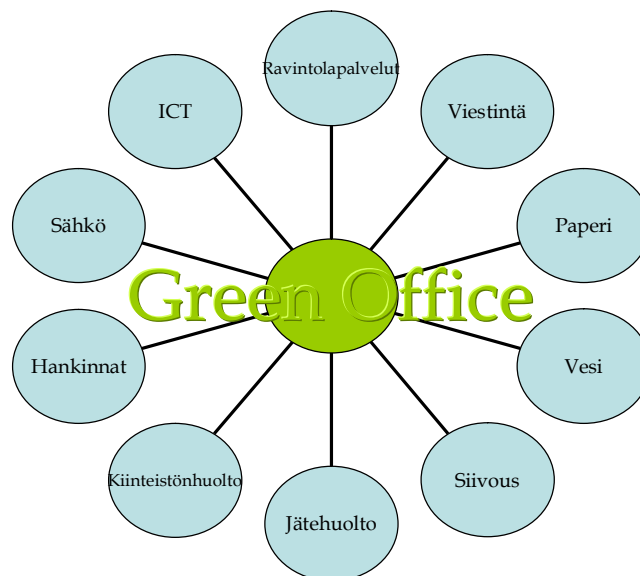 Ravintolapalvelut
Viestintä
Paperi
Vesi
Siivous
Jätehuolto
Kiinteistönhuolto
Hankinnat
Sähkö
ICT
Green Office